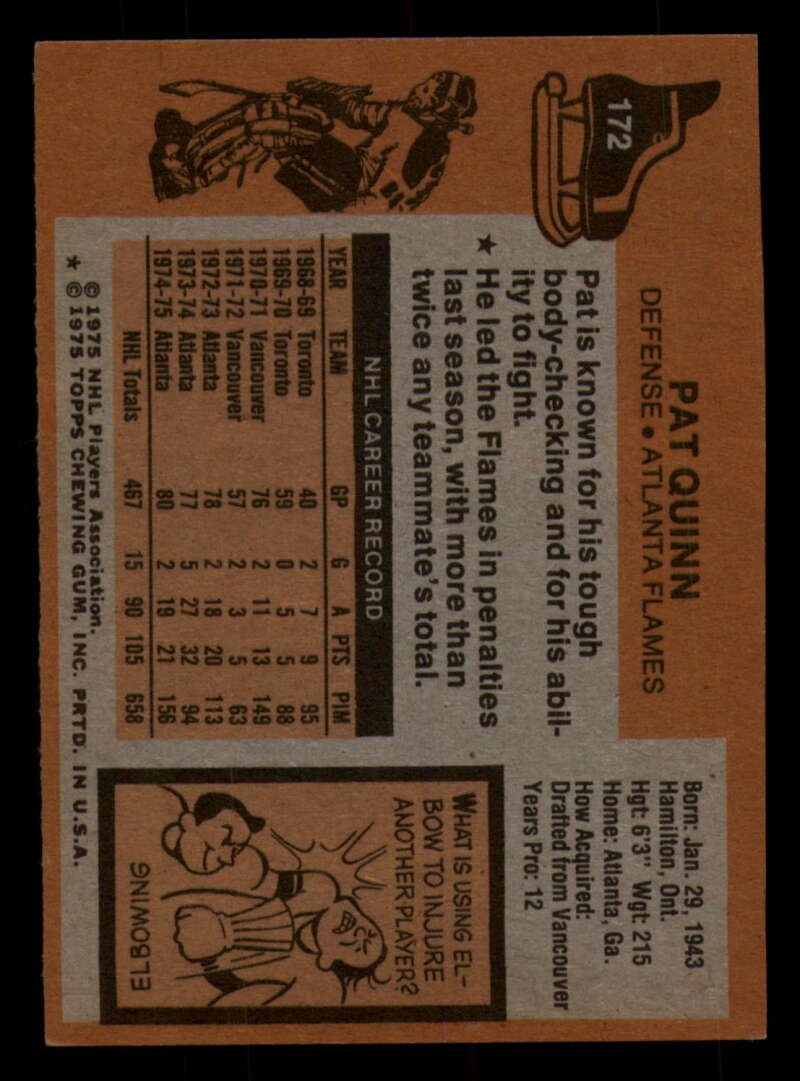 172
PAT QUINN
DEFENSE • ATLANTA FLAMES
Born: Jan. 29, 1943
Hamilton, Ont.
Hgt: 6'3" Wgt: 215
Home: Atlanta, Ga.
How Acquired:
Drafted from Vancouver
Years Pro: 12
Pat is known for his tough
body-checking and for his abil-
ity to fight.
★ He led the Flames in penalties
last season, with more than
twice any teammate's total.
NHL CAREER RECORD
YEAR TEAM GP G A PTS PIM
1968-69 Toronto 40 2 7 9 95
1969-70 Toronto 59 0 5 5 88
1970-71 Vancouver 76 2 11 13 149
1971-72 Vancouver 57 2 3 5 63
1972-73 Atlanta 78 2 18 20 113
1973-74 Atlanta 77 5 27 32 94
1974-75 Atlanta 80 2 19 21 156
NHL Totals 467 15 90 105 658
© 1975 NHL Players Association.
* © 1975 TOPPS CHEWING GUM, INC. PRTD. IN U.S.A.
WHAT IS USING EL-
BOW TO INJURE
ANOTHER PLAYER?
ELBOWING